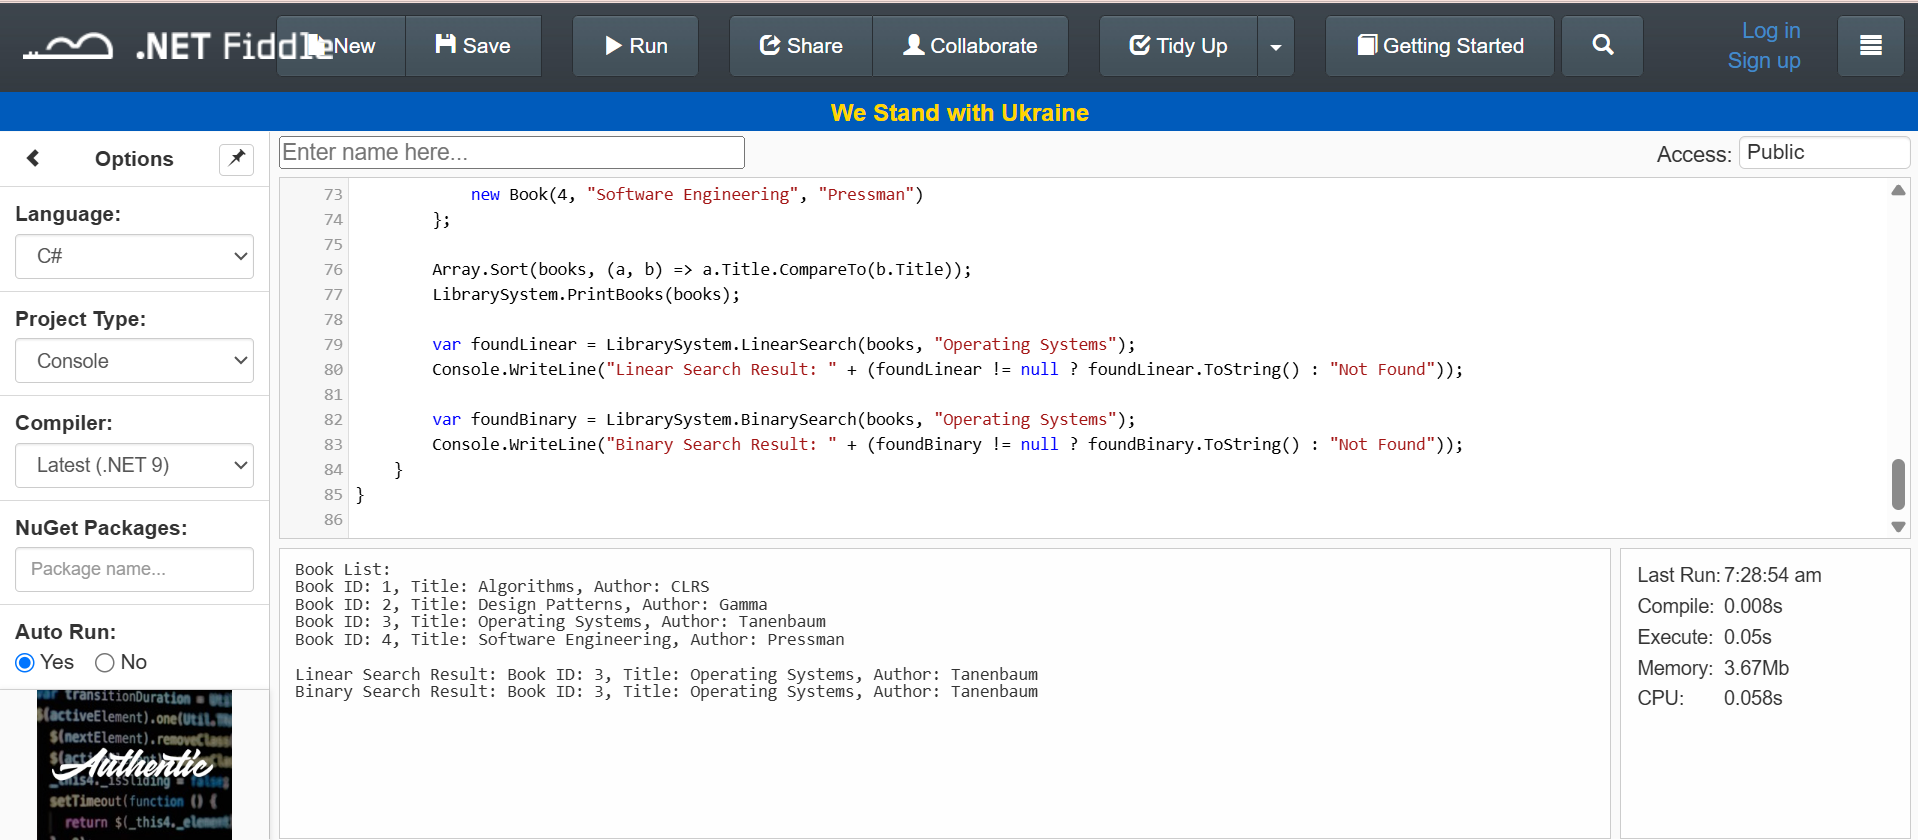 .NET Fiddle New Save Run Share Collaborate Tidy Up Getting Started
Log in
Sign up
We Stand with Ukraine
Options
Language:
C#
Project Type:
Console
Compiler:
Latest (.NET 9)
NuGet Packages:
Package name...
Auto Run:
Yes No
Enter name here...
Access: Public
73 new Book(4, "Software Engineering", "Pressman")
74 };
75
76 Array.Sort(books, (a, b) => a.Title.CompareTo(b.Title));
77 LibrarySystem.PrintBooks(books);
78
79 var foundLinear = LibrarySystem.LinearSearch(books, "Operating Systems");
80 Console.WriteLine("Linear Search Result: " + (foundLinear != null ? foundLinear.ToString() : "Not Found"));
81
82 var foundBinary = LibrarySystem.BinarySearch(books, "Operating Systems");
83 Console.WriteLine("Binary Search Result: " + (foundBinary != null ? foundBinary.ToString() : "Not Found"));
84 }
85 }
86
Book List:
Book ID: 1, Title: Algorithms, Author: CLRS
Book ID: 2, Title: Design Patterns, Author: Gamma
Book ID: 3, Title: Operating Systems, Author: Tanenbaum
Book ID: 4, Title: Software Engineering, Author: Pressman
Linear Search Result: Book ID: 3, Title: Operating Systems, Author: Tanenbaum
Binary Search Result: Book ID: 3, Title: Operating Systems, Author: Tanenbaum
Last Run: 7:28:54 am
Compile: 0.008s
Execute: 0.05s
Memory: 3.67Mb
CPU: 0.058s
var transitionDuration =
$(activeElement).one(
$(nextElement).
Authentic
setTimeout(function () {
return $(_this4._element